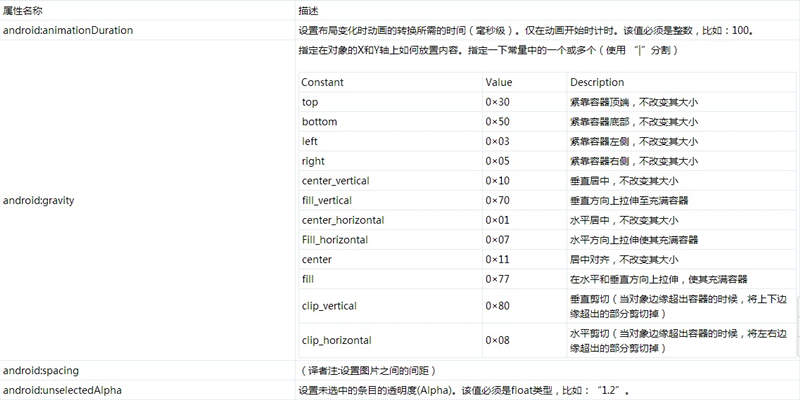 属性名称 描述
android:animationDuration 设置布局变化时动画的转换所需的时间（毫秒级）。仅在动画开始时计时。该值必须是整数，比如：100。
android:gravity 指定在对象的X和Y轴上如何放置内容。指定一下常量中的一个或多个（使用 “|”分割）
Constant Value Description
top 0×30 紧靠容器顶端，不改变其大小
bottom 0×50 紧靠容器底部，不改变其大小
left 0×03 紧靠容器左侧，不改变其大小
right 0×05 紧靠容器右侧，不改变其大小
center_vertical 0×10 垂直居中，不改变其大小
fill_vertical 0×70 垂直方向上拉伸至充满容器
center_horizontal 0×01 水平居中，不改变其大小
Fill_horizontal 0×07 水平方向上拉伸使其充满容器
center 0×11 居中对齐，不改变其大小
fill 0×77 在水平和垂直方向上拉伸，使其充满容器
clip_vertical 0×80 垂直剪切（当对象边缘超出容器的时候，将上下边
缘超出的部分剪切掉）
clip_horizontal 0×08 水平剪切（当对象边缘超出容器的时候，将左右边
缘超出的部分剪切掉）
android:spacing （译者注:设置图片之间的间距）
android:unselectedAlpha 设置未选中的条目的透明度(Alpha)。该值必须是float类型，比如：“1.2”。